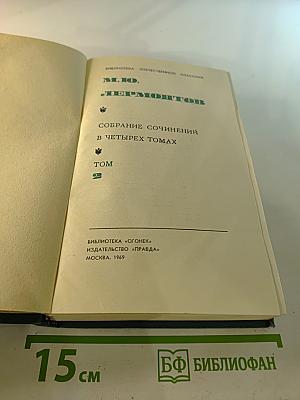 БИБЛИОТЕКА ОТЕЧЕСТВЕННОЙ КЛАССИКИ
М.Ю.
ЛЕРМОНТОВ
СОБРАНИЕ СОЧИНЕНИЙ
В ЧЕТЫРЕХ ТОМАХ
ТОМ
2
БИБЛИОТЕКА «ОГОНЕК»
ИЗДАТЕЛЬСТВО «ПРАВДА»
МОСКВА. 1969
15 СМ
БФ БИБЛИОФАН